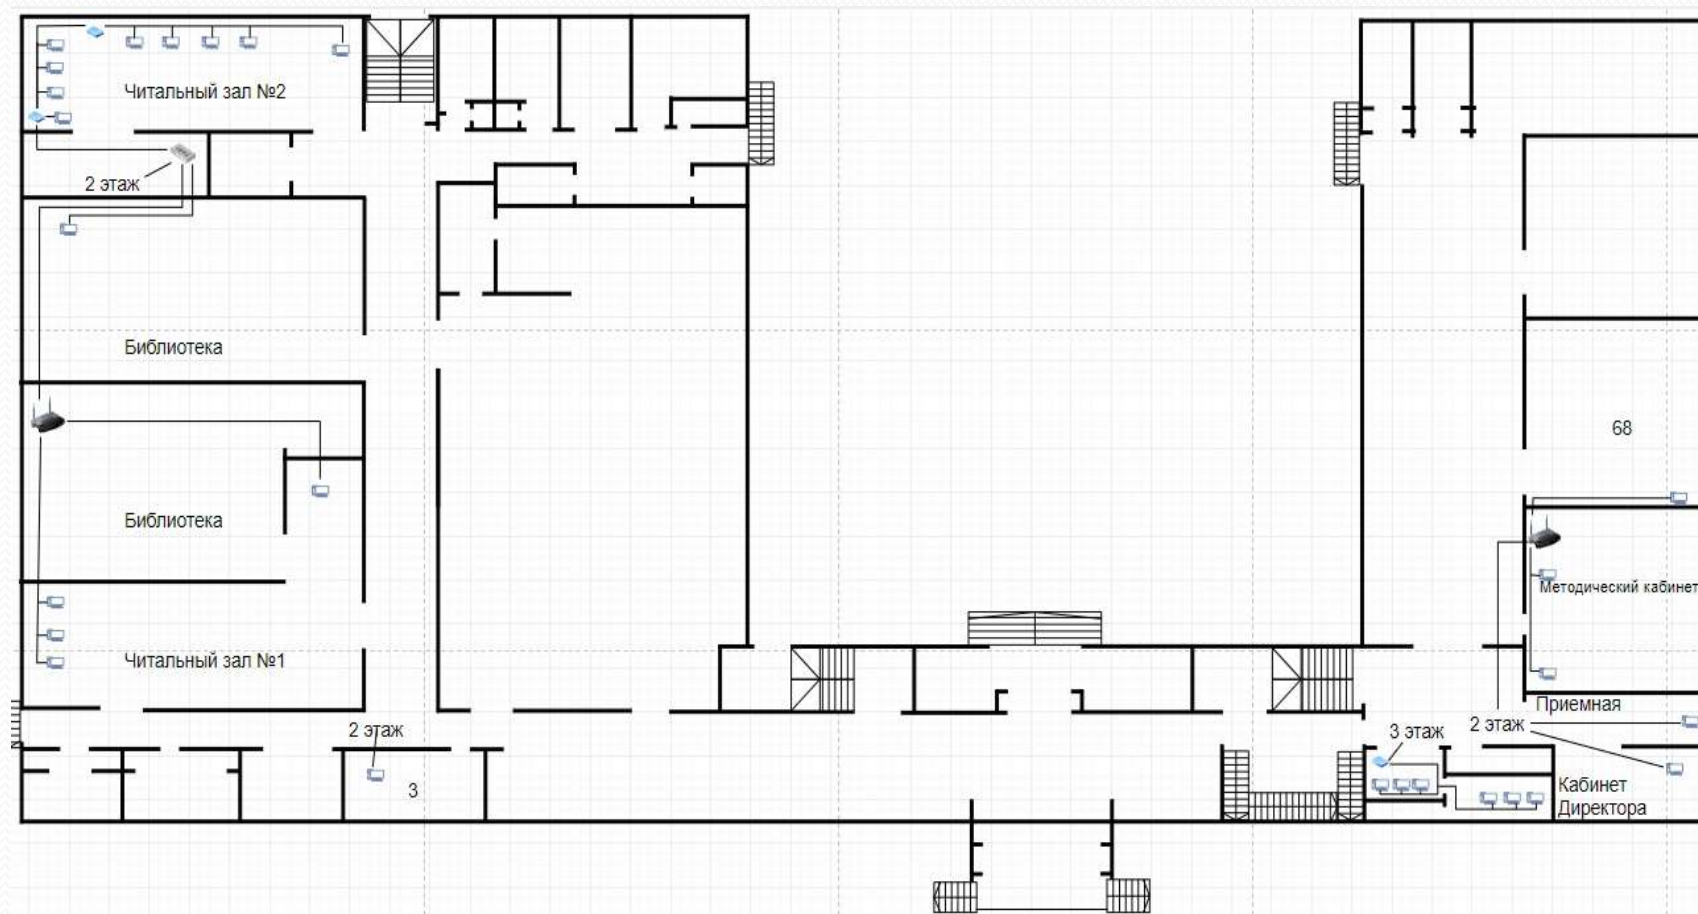 Читальный зал №2
2 этаж
Библиотека
68
Библиотека
Методический кабинет
Читальный зал №1
Приемная
2 этаж
2 этаж
3 этаж
3
Кабинет
Директора